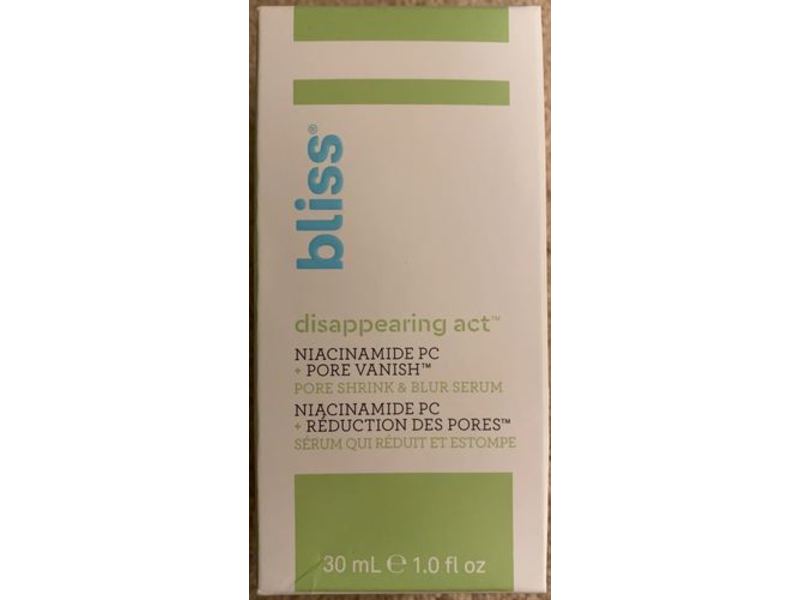 bliss®
disappearing act™
NIACINAMIDE PC
+ PORE VANISH™
PORE SHRINK & BLUR SERUM
NIACINAMIDE PC
+ RÉDUCTION DES PORES™
SÉRUM QUI RÉDUIT ET ESTOMPE
30 mL ℮ 1.0 fl oz